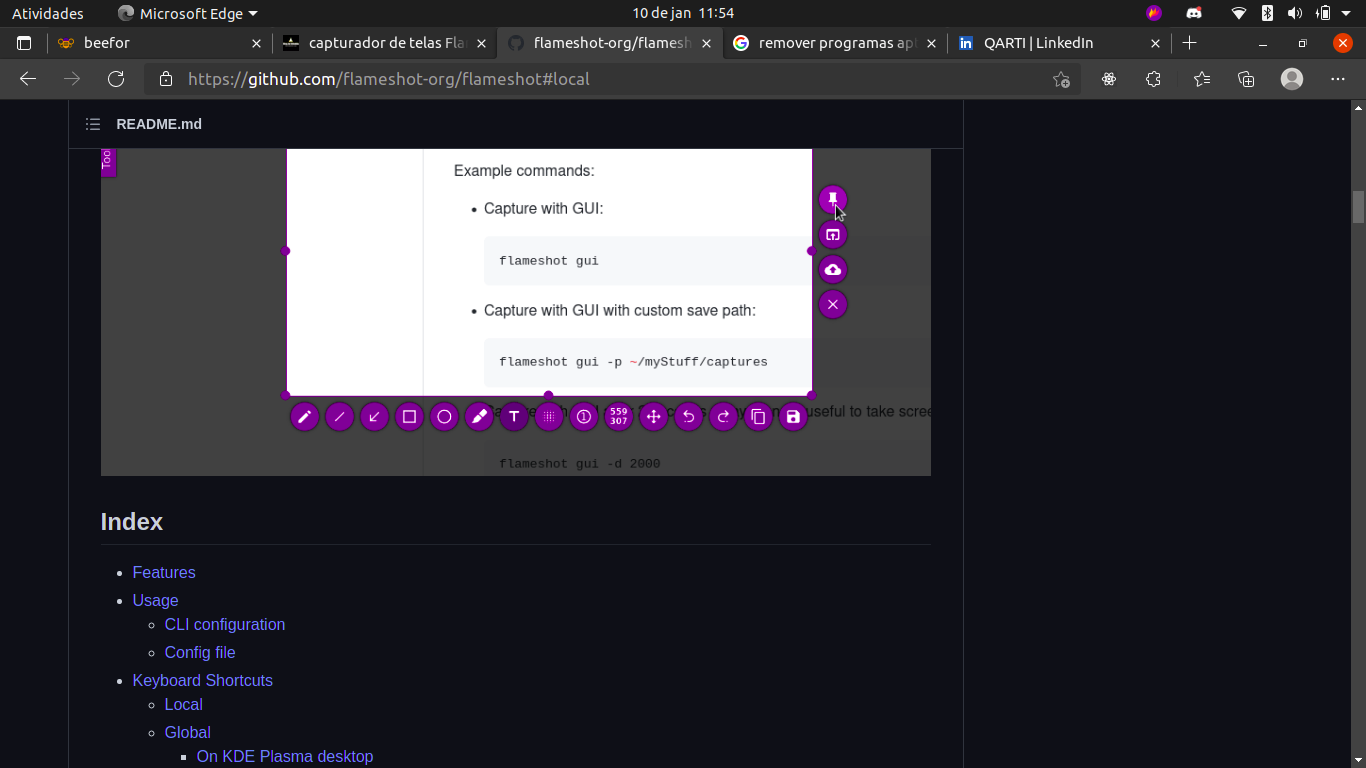 Atividades Microsoft Edge 10 de jan 11:54
beefor capturador de telas Fla flameshot-org/flamesh remover programas ap QARTI | LinkedIn
https://github.com/flameshot-org/flameshot#local
README.md
Too
Example commands:
• Capture with GUI:
flameshot gui
• Capture with GUI with custom save path:
flameshot gui -p ~/myStuff/captures
useful to take scree
T 1 559
307
flameshot gui -d 2000
Index
• Features
• Usage
◦ CLI configuration
◦ Config file
• Keyboard Shortcuts
◦ Local
◦ Global
▪ On KDE Plasma desktop